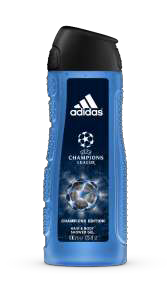 adidas
UEFA
CHAMPIONS
LEAGUE
CHAMPIONS EDITION
HAIR & BODY
SHOWER GEL